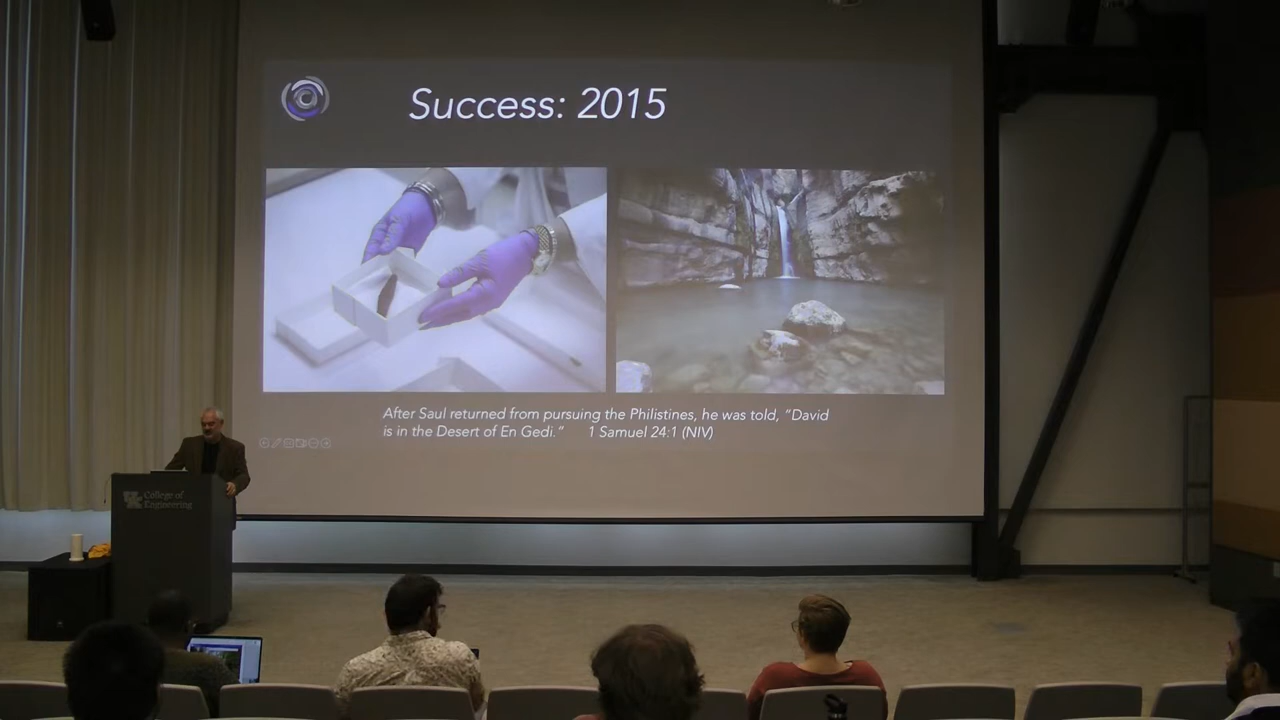 Success: 2015
After Saul returned from pursuing the Philistines, he was told, “David
is in the Desert of En Gedi.” 1 Samuel 24:1 (NIV)
UK College of
Engineering